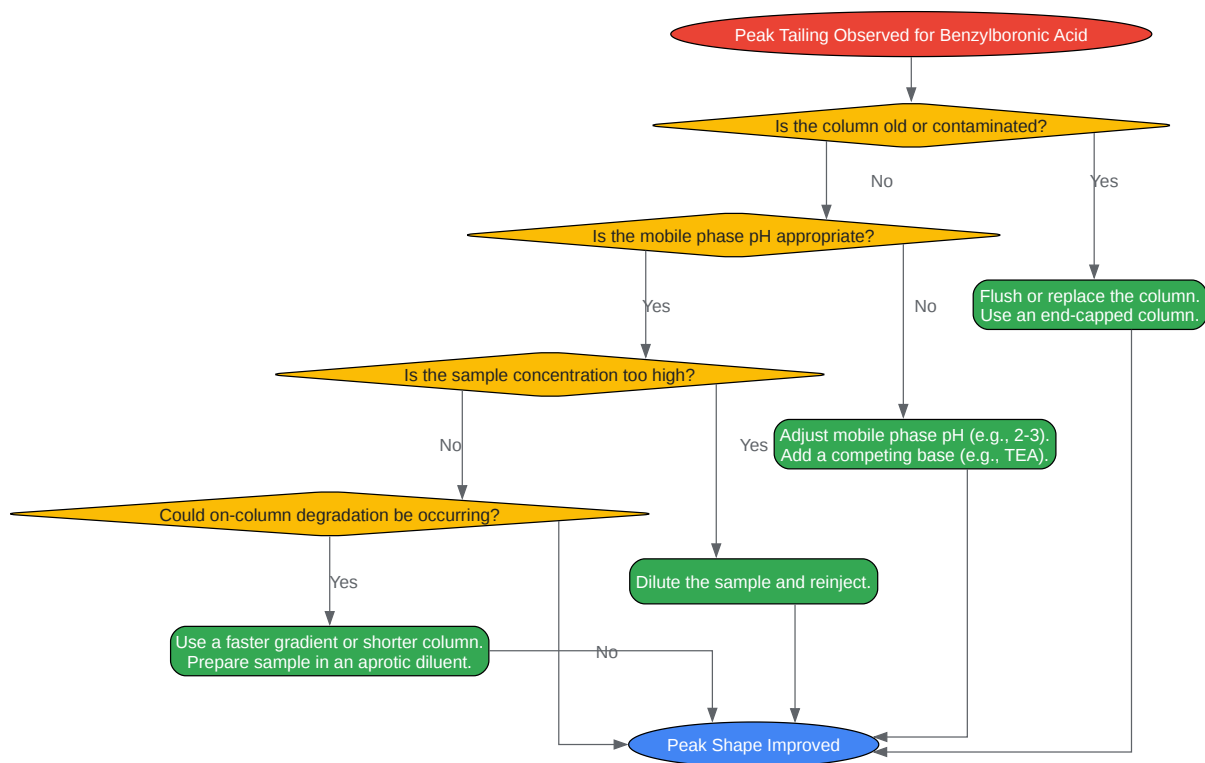 Peak Tailing Observed for Benzylboronic Acid
Is the column old or contaminated?
No
Yes
Is the mobile phase pH appropriate?
Flush or replace the column.
Use an end-capped column.
Yes
No
Is the sample concentration too high?
No
Yes
Adjust mobile phase pH (e.g., 2-3).
Add a competing base (e.g., TEA).
Could on-column degradation be occurring?
Yes
Dilute the sample and reinject.
Use a faster gradient or shorter column.
Prepare sample in an aprotic diluent.
No
Peak Shape Improved